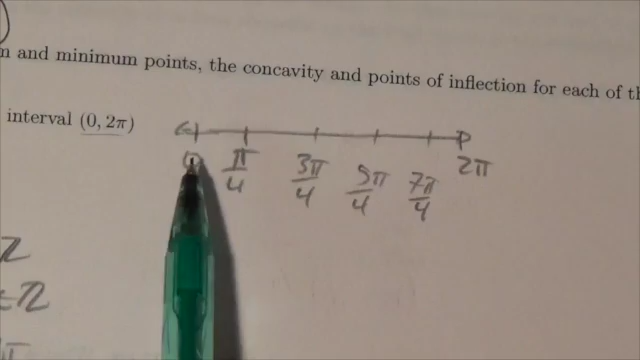 n and minimum points, the concavity and points of inflection for each of th
interval (0, 2π)
0 π/4 3π/4 5π/4 7π/4 2π
π